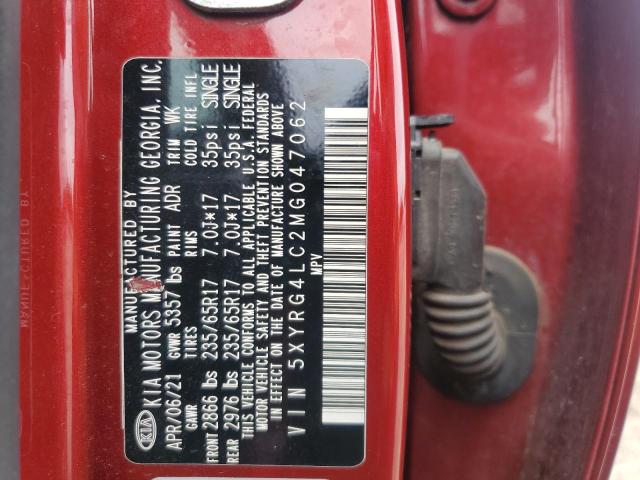 MANUFACTURED BY
KIA KIA MOTORS MANUFACTURING GEORGIA, INC.
APR/06/21 GVWR 5357 lbs PAINT ADR TRIM WK
GAWR TIRES RIMS COLD TIRE INFL
FRONT 2866 lbs 235/65R17 7.0J*17 35psi SINGLE
REAR 2976 lbs 235/65R17 7.0J*17 35psi SINGLE
THIS VEHICLE CONFORMS TO ALL APPLICABLE U.S.A. FEDERAL
MOTOR VEHICLE SAFETY AND THEFT PREVENTION STANDARDS
IN EFFECT ON THE DATE OF MANUFACTURE SHOWN ABOVE
MPV
VIN 5XYRG4LC2MG047062
MANUFACTURED BY